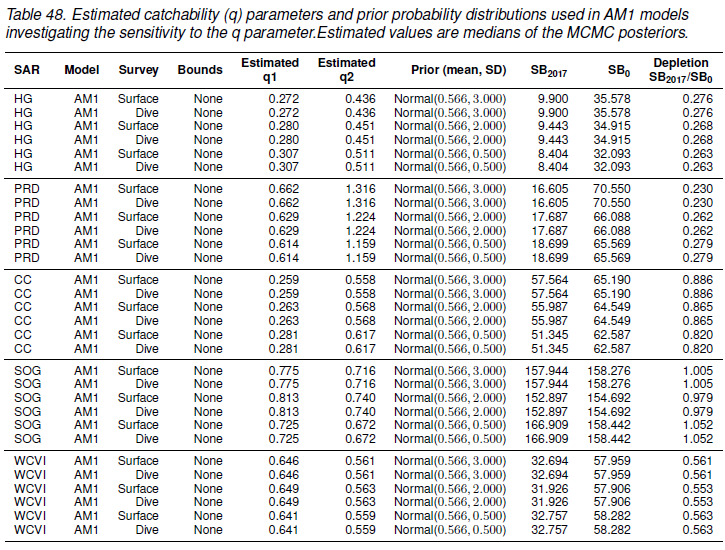 Table 48. Estimated catchability (q) parameters and prior probability distributions used in AM1 models
investigating the sensitivity to the q parameter.Estimated values are medians of the MCMC posteriors.
SAR Model Survey Bounds Estimated q1 Estimated q2 Prior (mean, SD) SB2017 SB0 Depletion SB2017/SB0
HG AM1 Surface None 0.272 0.436 Normal(0.566, 3.000) 9.900 35.578 0.276
HG AM1 Dive None 0.272 0.436 Normal(0.566, 3.000) 9.900 35.578 0.276
HG AM1 Surface None 0.280 0.451 Normal(0.566, 2.000) 9.443 34.915 0.268
HG AM1 Dive None 0.280 0.451 Normal(0.566, 2.000) 9.443 34.915 0.268
HG AM1 Surface None 0.307 0.511 Normal(0.566, 0.500) 8.404 32.093 0.263
HG AM1 Dive None 0.307 0.511 Normal(0.566, 0.500) 8.404 32.093 0.263
PRD AM1 Surface None 0.662 1.316 Normal(0.566, 3.000) 16.605 70.550 0.230
PRD AM1 Dive None 0.662 1.316 Normal(0.566, 3.000) 16.605 70.550 0.230
PRD AM1 Surface None 0.629 1.224 Normal(0.566, 2.000) 17.687 66.088 0.262
PRD AM1 Dive None 0.629 1.224 Normal(0.566, 2.000) 17.687 66.088 0.262
PRD AM1 Surface None 0.614 1.159 Normal(0.566, 0.500) 18.699 65.569 0.279
PRD AM1 Dive None 0.614 1.159 Normal(0.566, 0.500) 18.699 65.569 0.279
CC AM1 Surface None 0.259 0.558 Normal(0.566, 3.000) 57.564 65.190 0.886
CC AM1 Dive None 0.259 0.558 Normal(0.566, 3.000) 57.564 65.190 0.886
CC AM1 Surface None 0.263 0.568 Normal(0.566, 2.000) 55.987 64.549 0.865
CC AM1 Dive None 0.263 0.568 Normal(0.566, 2.000) 55.987 64.549 0.865
CC AM1 Surface None 0.281 0.617 Normal(0.566, 0.500) 51.345 62.587 0.820
CC AM1 Dive None 0.281 0.617 Normal(0.566, 0.500) 51.345 62.587 0.820
SOG AM1 Surface None 0.775 0.716 Normal(0.566, 3.000) 157.944 158.276 1.005
SOG AM1 Dive None 0.775 0.716 Normal(0.566, 3.000) 157.944 158.276 1.005
SOG AM1 Surface None 0.813 0.740 Normal(0.566, 2.000) 152.897 154.692 0.979
SOG AM1 Dive None 0.813 0.740 Normal(0.566, 2.000) 152.897 154.692 0.979
SOG AM1 Surface None 0.725 0.672 Normal(0.566, 0.500) 166.909 158.442 1.052
SOG AM1 Dive None 0.725 0.672 Normal(0.566, 0.500) 166.909 158.442 1.052
WCVI AM1 Surface None 0.646 0.561 Normal(0.566, 3.000) 32.694 57.959 0.561
WCVI AM1 Dive None 0.646 0.561 Normal(0.566, 3.000) 32.694 57.959 0.561
WCVI AM1 Surface None 0.649 0.563 Normal(0.566, 2.000) 31.926 57.906 0.553
WCVI AM1 Dive None 0.649 0.563 Normal(0.566, 2.000) 31.926 57.906 0.553
WCVI AM1 Surface None 0.641 0.559 Normal(0.566, 0.500) 32.757 58.282 0.563
WCVI AM1 Dive None 0.641 0.559 Normal(0.566, 0.500) 32.757 58.282 0.563